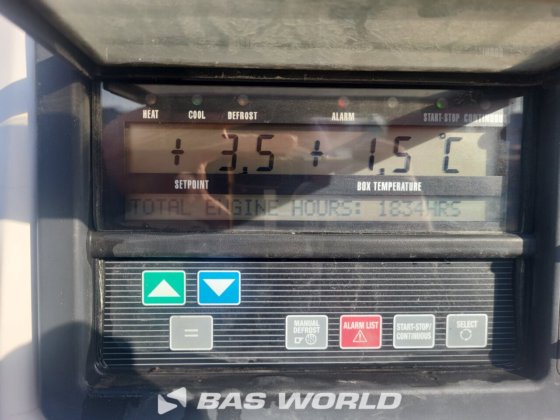 HEAT COOL DEFROST ALARM START-STOP CONTINUOUS
+ 3,5 + 1,5 °C
SETPOINT BOX TEMPERATURE
TOTAL ENGINE HOURS: 1834HRS
=
MANUAL DEFROST ALARM LIST START-STOP/ CONTINUOUS SELECT
BAS WORLD